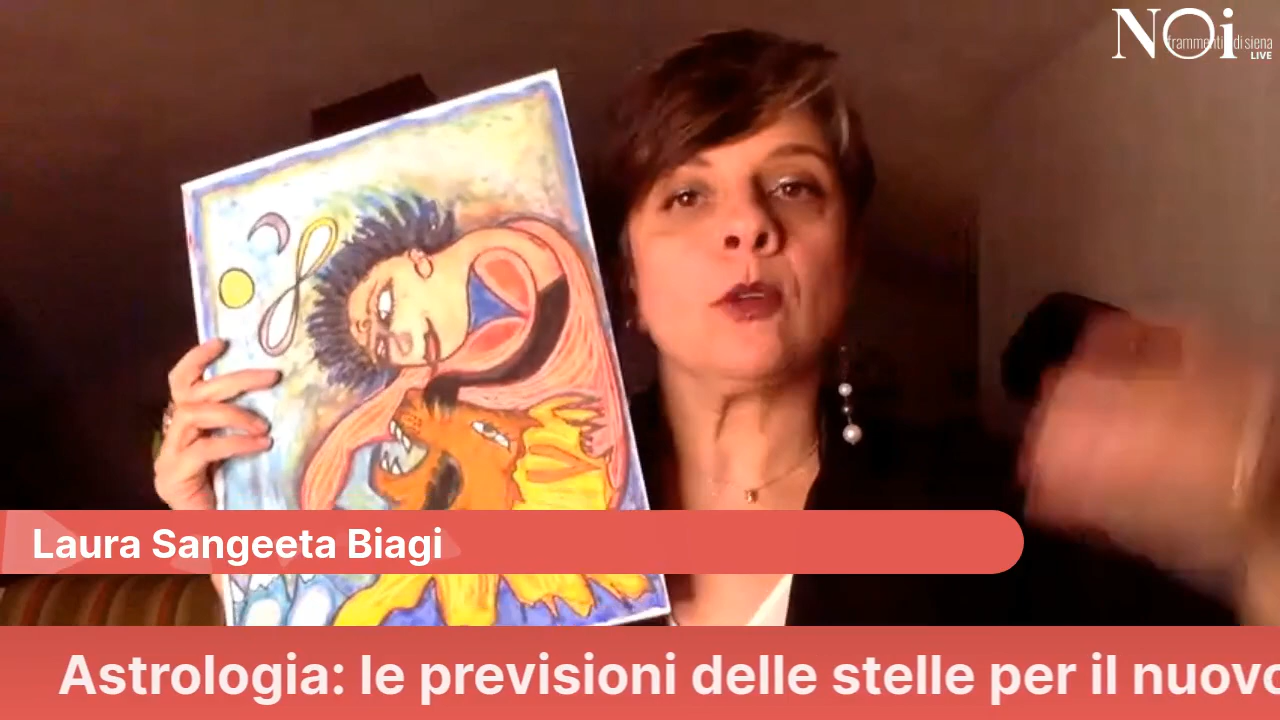 NOi
frammenti di siena
LIVE
Laura Sangeeta Biagi
Astrologia: le previsioni delle stelle per il nuovo